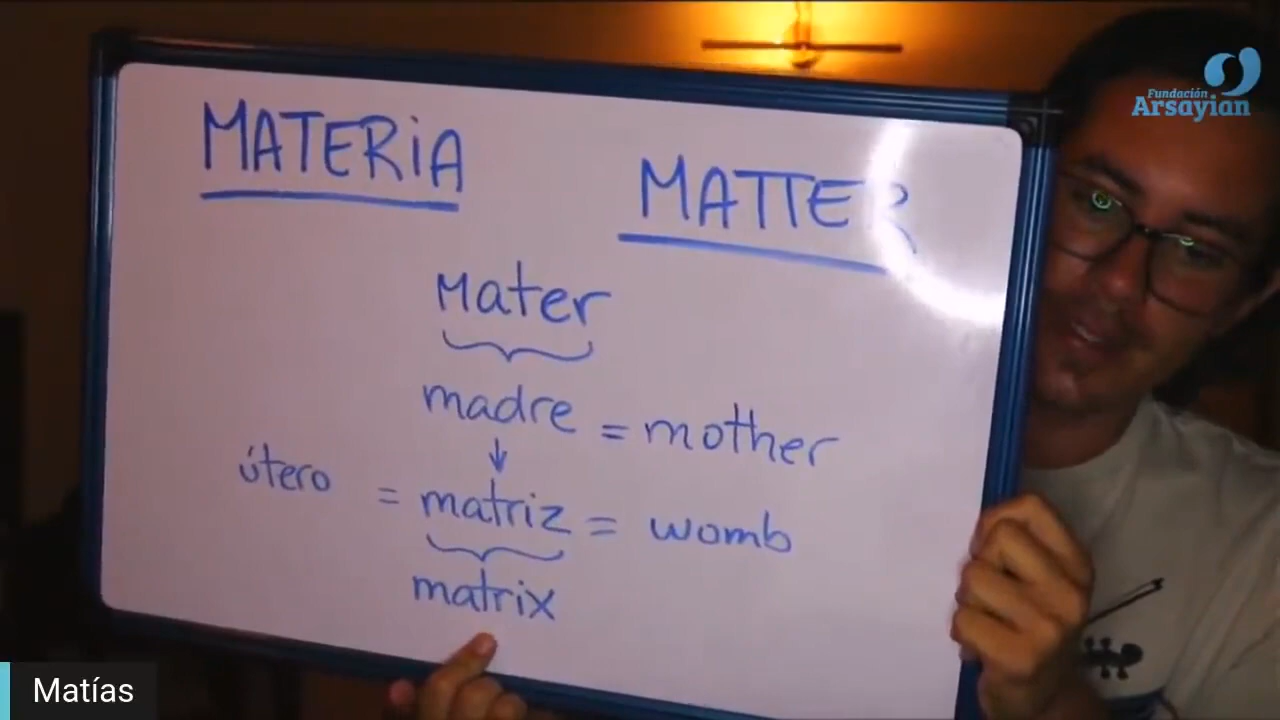 Fundación
Arsayian
MATERiA MATTER
Mater
madre = mother
útero = matriz = womb
matrix
Matías